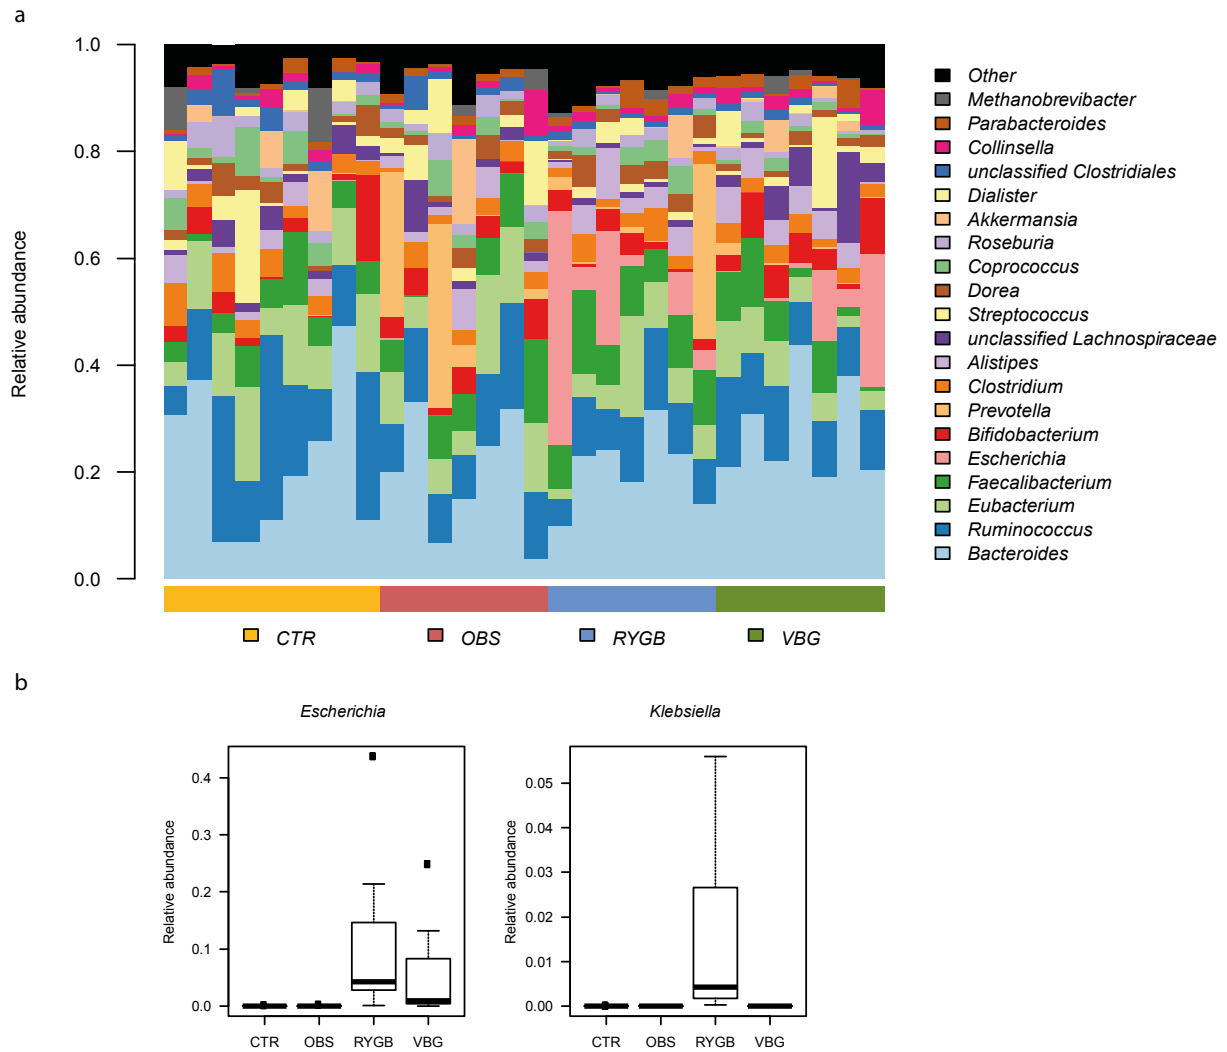 a
Relative abundance
1.0
0.8
0.6
0.4
0.2
0.0
Other
Methanobrevibacter
Parabacteroides
Collinsella
unclassified Clostridiales
Dialister
Akkermansia
Roseburia
Coprococcus
Dorea
Streptococcus
unclassified Lachnospiraceae
Alistipes
Clostridium
Prevotella
Bifidobacterium
Escherichia
Faecalibacterium
Eubacterium
Ruminococcus
Bacteroides
CTR OBS RYGB VBG
b
Escherichia
Relative abundance
0.4
0.3
0.2
0.1
0.0
CTR OBS RYGB VBG
Klebsiella
Relative abundance
0.05
0.04
0.03
0.02
0.01
0.00
CTR OBS RYGB VBG